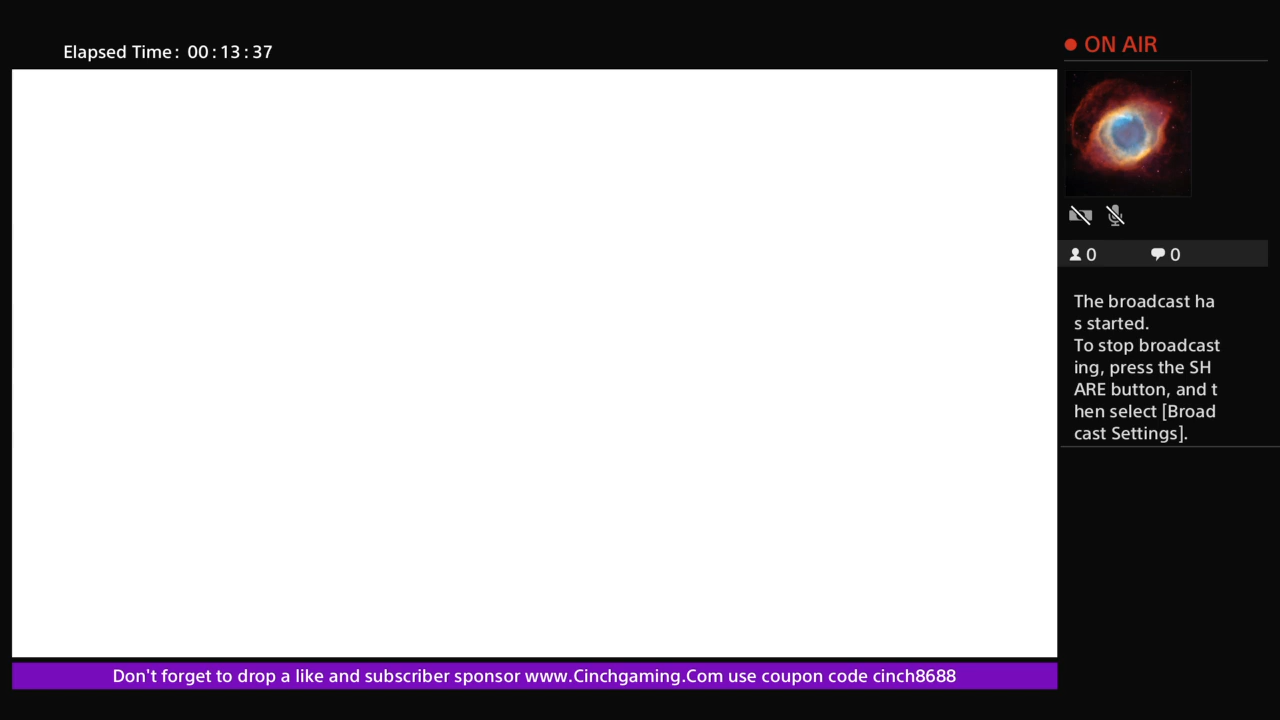 Elapsed Time: 00:13:37
ON AIR
0 0
The broadcast ha
s started.
To stop broadcast
ing, press the SH
ARE button, and t
hen select [Broad
cast Settings].
Don't forget to drop a like and subscriber sponsor www.Cinchgaming.Com use coupon code cinch8688